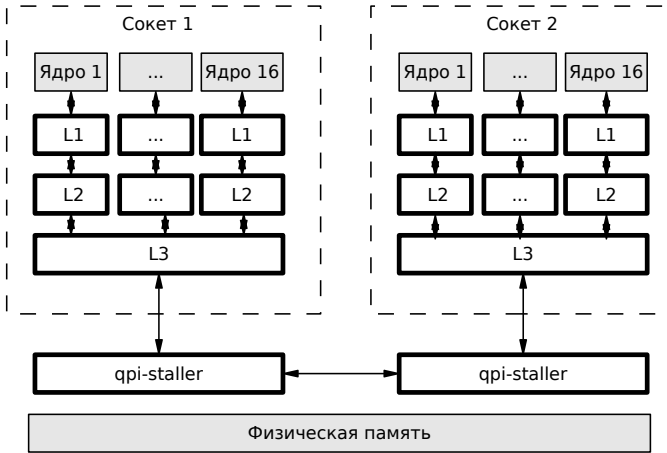 Сокет 1 Сокет 2
Ядро 1 ... Ядро 16 Ядро 1 ... Ядро 16
L1 ... L1 L1 ... L1
L2 ... L2 L2 ... L2
L3 L3
qpi-staller qpi-staller
Физическая память